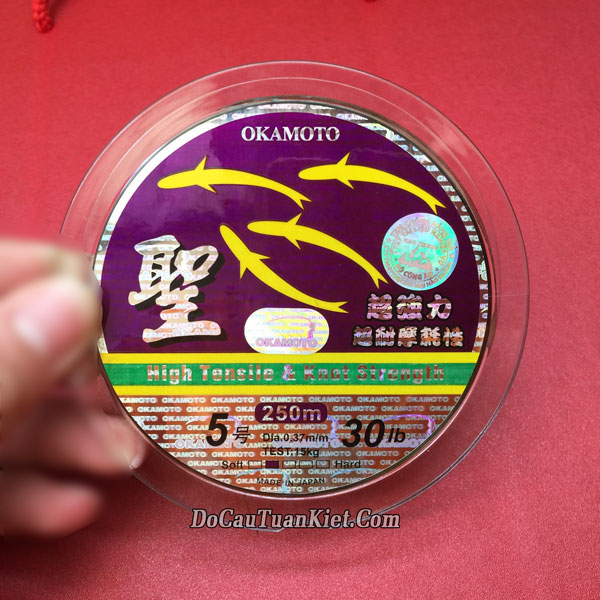 OKAMOTO
聖
超強力
超耐摩耗性
OKAMOTO
High Tensile & Knot Strength
250m
5号
Dia.0.37m/m
30lb
TEST:15kg
Soft
Hard
MADE IN JAPAN
DoCauTuanKiet.Com